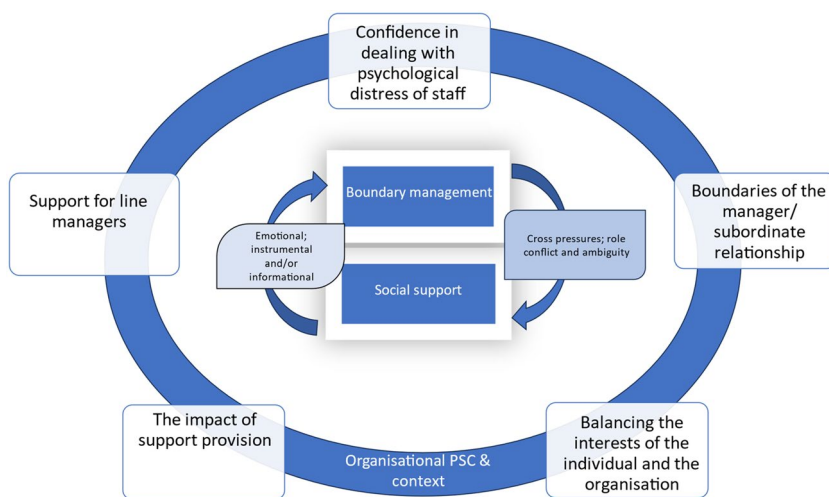 Confidence in
dealing with
psychological
distress of staff
Support for line
managers
Boundary management
Boundaries of the
manager/
subordinate
relationship
Emotional;
instrumental
and/or
informational
Cross pressures; role
conflict and ambiguity
Social support
The impact of
support provision
Organisational PSC &
context
Balancing the
interests of the
individual and the
organisation